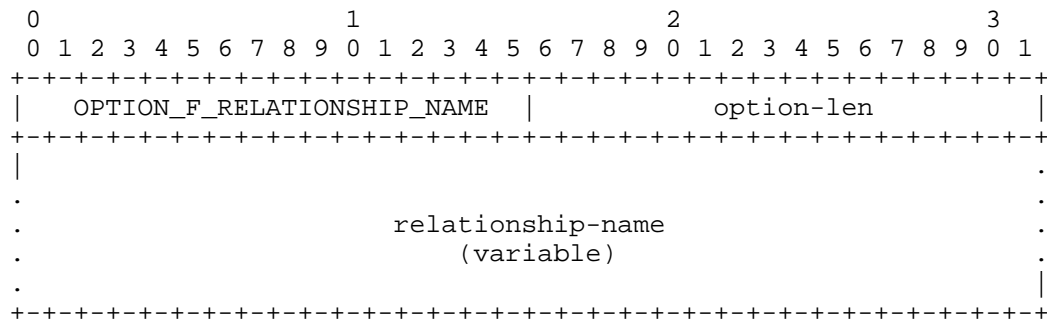 0                   1                   2                   3
0 1 2 3 4 5 6 7 8 9 0 1 2 3 4 5 6 7 8 9 0 1 2 3 4 5 6 7 8 9 0 1
+-+-+-+-+-+-+-+-+-+-+-+-+-+-+-+-+-+-+-+-+-+-+-+-+-+-+-+-+-+-+-+-+
|   OPTION_F_RELATIONSHIP_NAME  |           option-len          |
+-+-+-+-+-+-+-+-+-+-+-+-+-+-+-+-+-+-+-+-+-+-+-+-+-+-+-+-+-+-+-+-+
|                                                               .
.                                                               .
.                       relationship-name                       .
.                           (variable)                          .
.                                                               |
+-+-+-+-+-+-+-+-+-+-+-+-+-+-+-+-+-+-+-+-+-+-+-+-+-+-+-+-+-+-+-+-+